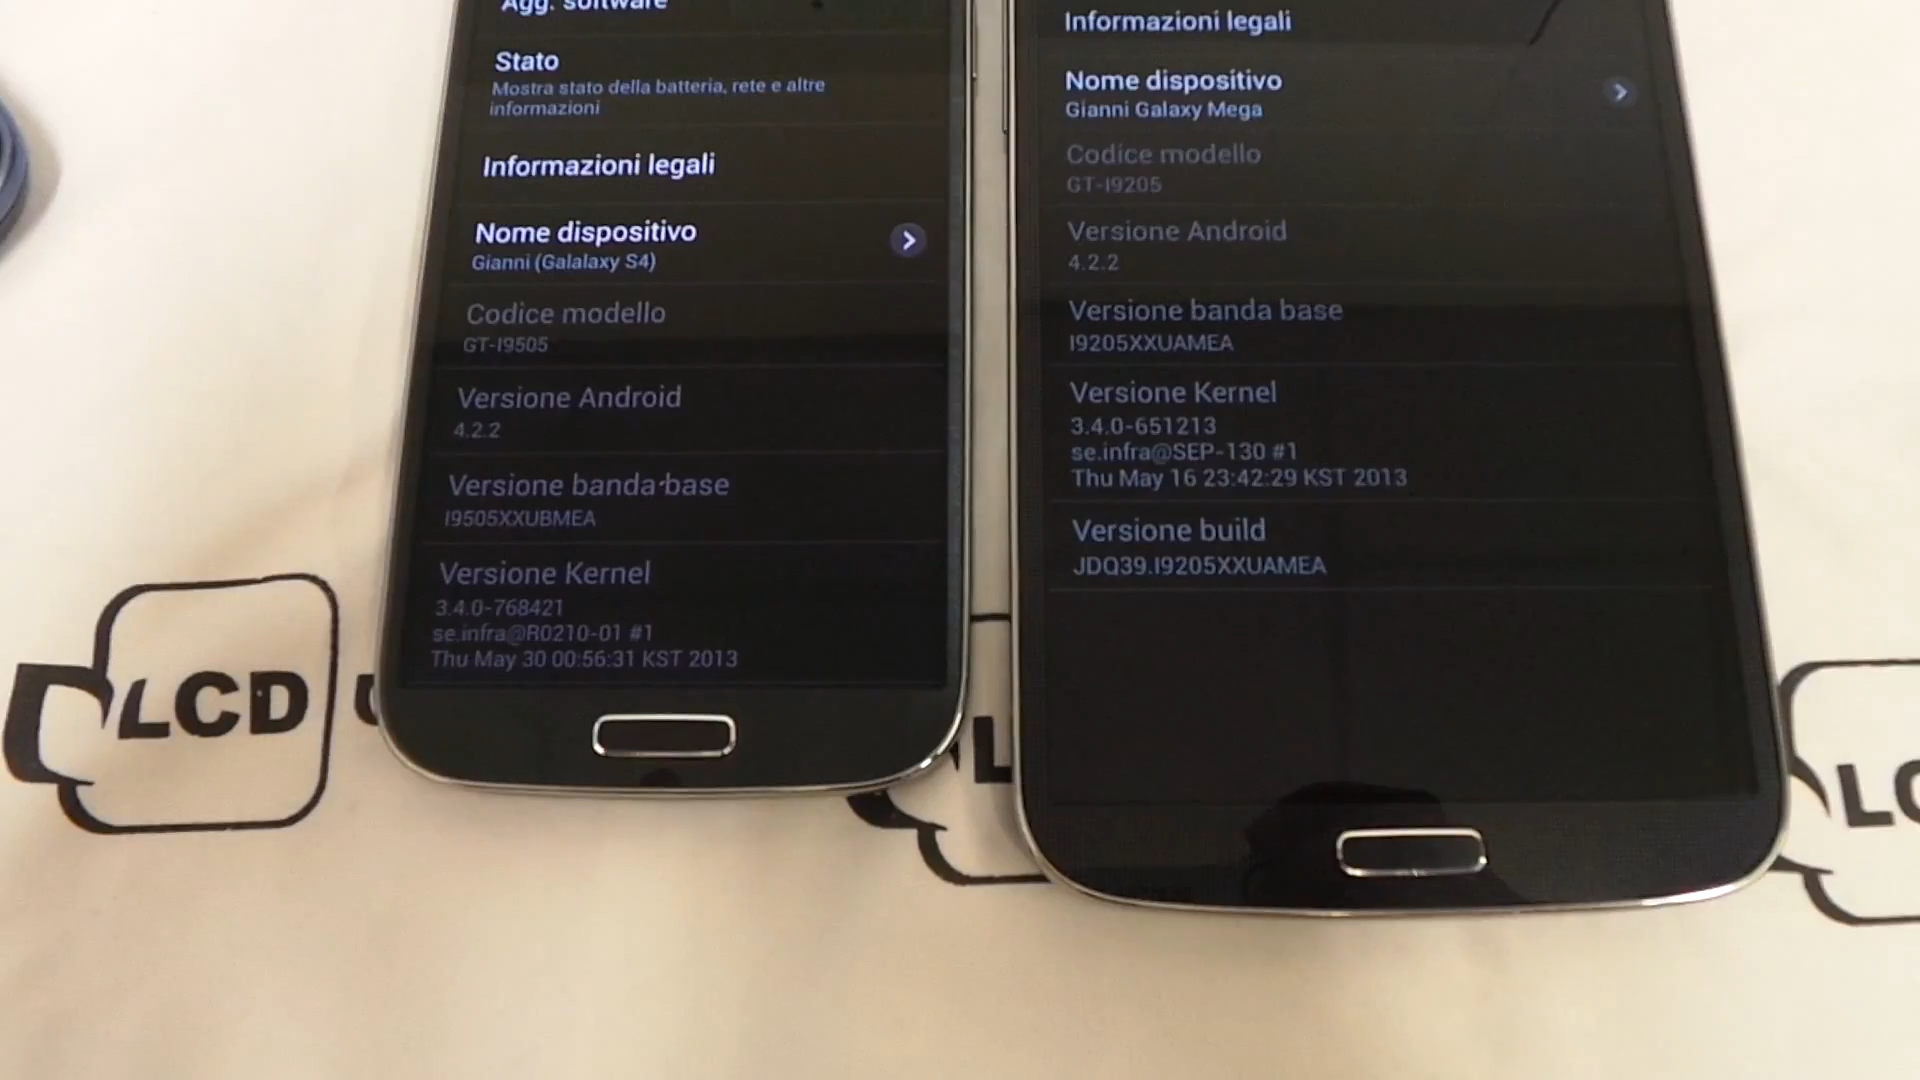 Agg. software
Stato
Mostra stato della batteria, rete e altre
informazioni
Informazioni legali
Nome dispositivo
Gianni (Galalaxy S4)
Codice modello
GT-I9505
Versione Android
4.2.2
Versione banda base
I9505XXUBMEA
Versione Kernel
3.4.0-768421
se.infra@R0210-01 #1
Thu May 30 00:56:31 KST 2013
Informazioni legali
Nome dispositivo
Gianni Galaxy Mega
Codice modello
GT-I9205
Versione Android
4.2.2
Versione banda base
I9205XXUAMEA
Versione Kernel
3.4.0-651213
se.infra@SEP-130 #1
Thu May 16 23:42:29 KST 2013
Versione build
JDQ39.I9205XXUAMEA
LCD
L
LC